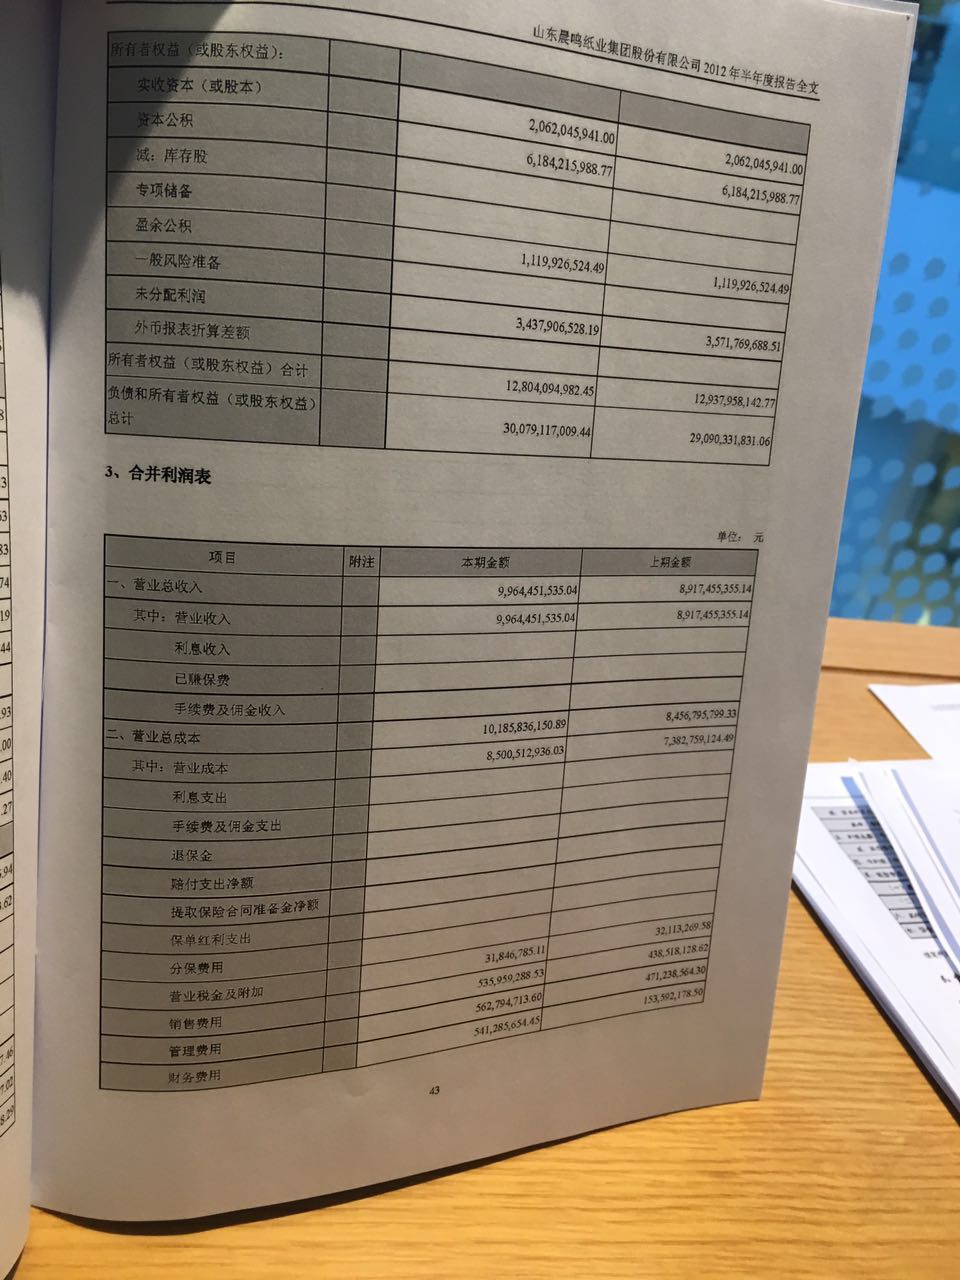 山东晨鸣纸业集团股份有限公司 2012 年半年度报告全文
所有者权益（或股东权益）：
实收资本（或股本） 2,062,045,941.00 2,062,045,941.00
资本公积 6,184,215,988.77 6,184,215,988.77
减：库存股
专项储备
盈余公积 1,119,926,524.49 1,119,926,524.49
一般风险准备
未分配利润 3,437,906,528.19 3,571,769,688.51
外币报表折算差额
所有者权益（或股东权益）合计 12,804,094,982.45 12,937,958,142.77
负债和所有者权益（或股东权益）
总计 30,079,117,009.44 29,090,331,831.06
3、合并利润表
单位： 元
项目 附注 本期金额 上期金额
一、营业总收入 9,964,451,535.04 8,917,455,355.14
其中：营业收入 9,964,451,535.04 8,917,455,355.14
利息收入
已赚保费
手续费及佣金收入
二、营业总成本 10,185,836,150.89 8,456,795,799.33
其中：营业成本 8,500,512,936.03 7,382,759,124.49
利息支出
手续费及佣金支出
退保金
赔付支出净额
提取保险合同准备金净额
保单红利支出
分保费用
营业税金及附加 31,846,785.11 32,113,269.58
销售费用 535,959,288.53 438,518,128.62
管理费用 562,794,713.60 471,238,564.30
财务费用 541,285,654.45 153,592,178.50
43